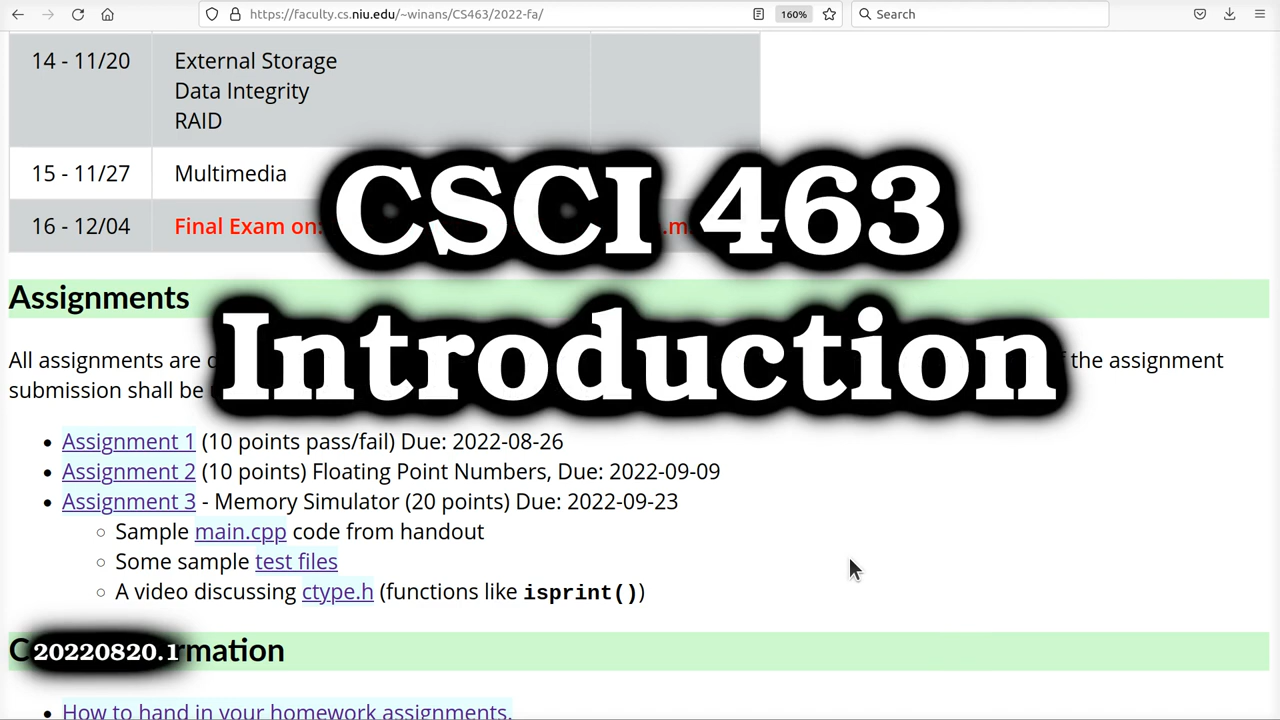 https://faculty.cs.niu.edu/~winans/CS463/2022-fa/
160%
Search
14 - 11/20
External Storage
Data Integrity
RAID
15 - 11/27
Multimedia
16 - 12/04
Final Exam on:
CSCI 463
Introduction
Assignments
All assignments are
the assignment
submission shall be
Assignment 1 (10 points pass/fail) Due: 2022-08-26
Assignment 2 (10 points) Floating Point Numbers, Due: 2022-09-09
Assignment 3 - Memory Simulator (20 points) Due: 2022-09-23
Sample main.cpp code from handout
Some sample test files
A video discussing ctype.h (functions like isprint())
20220820.1
How to hand in your homework assignments.